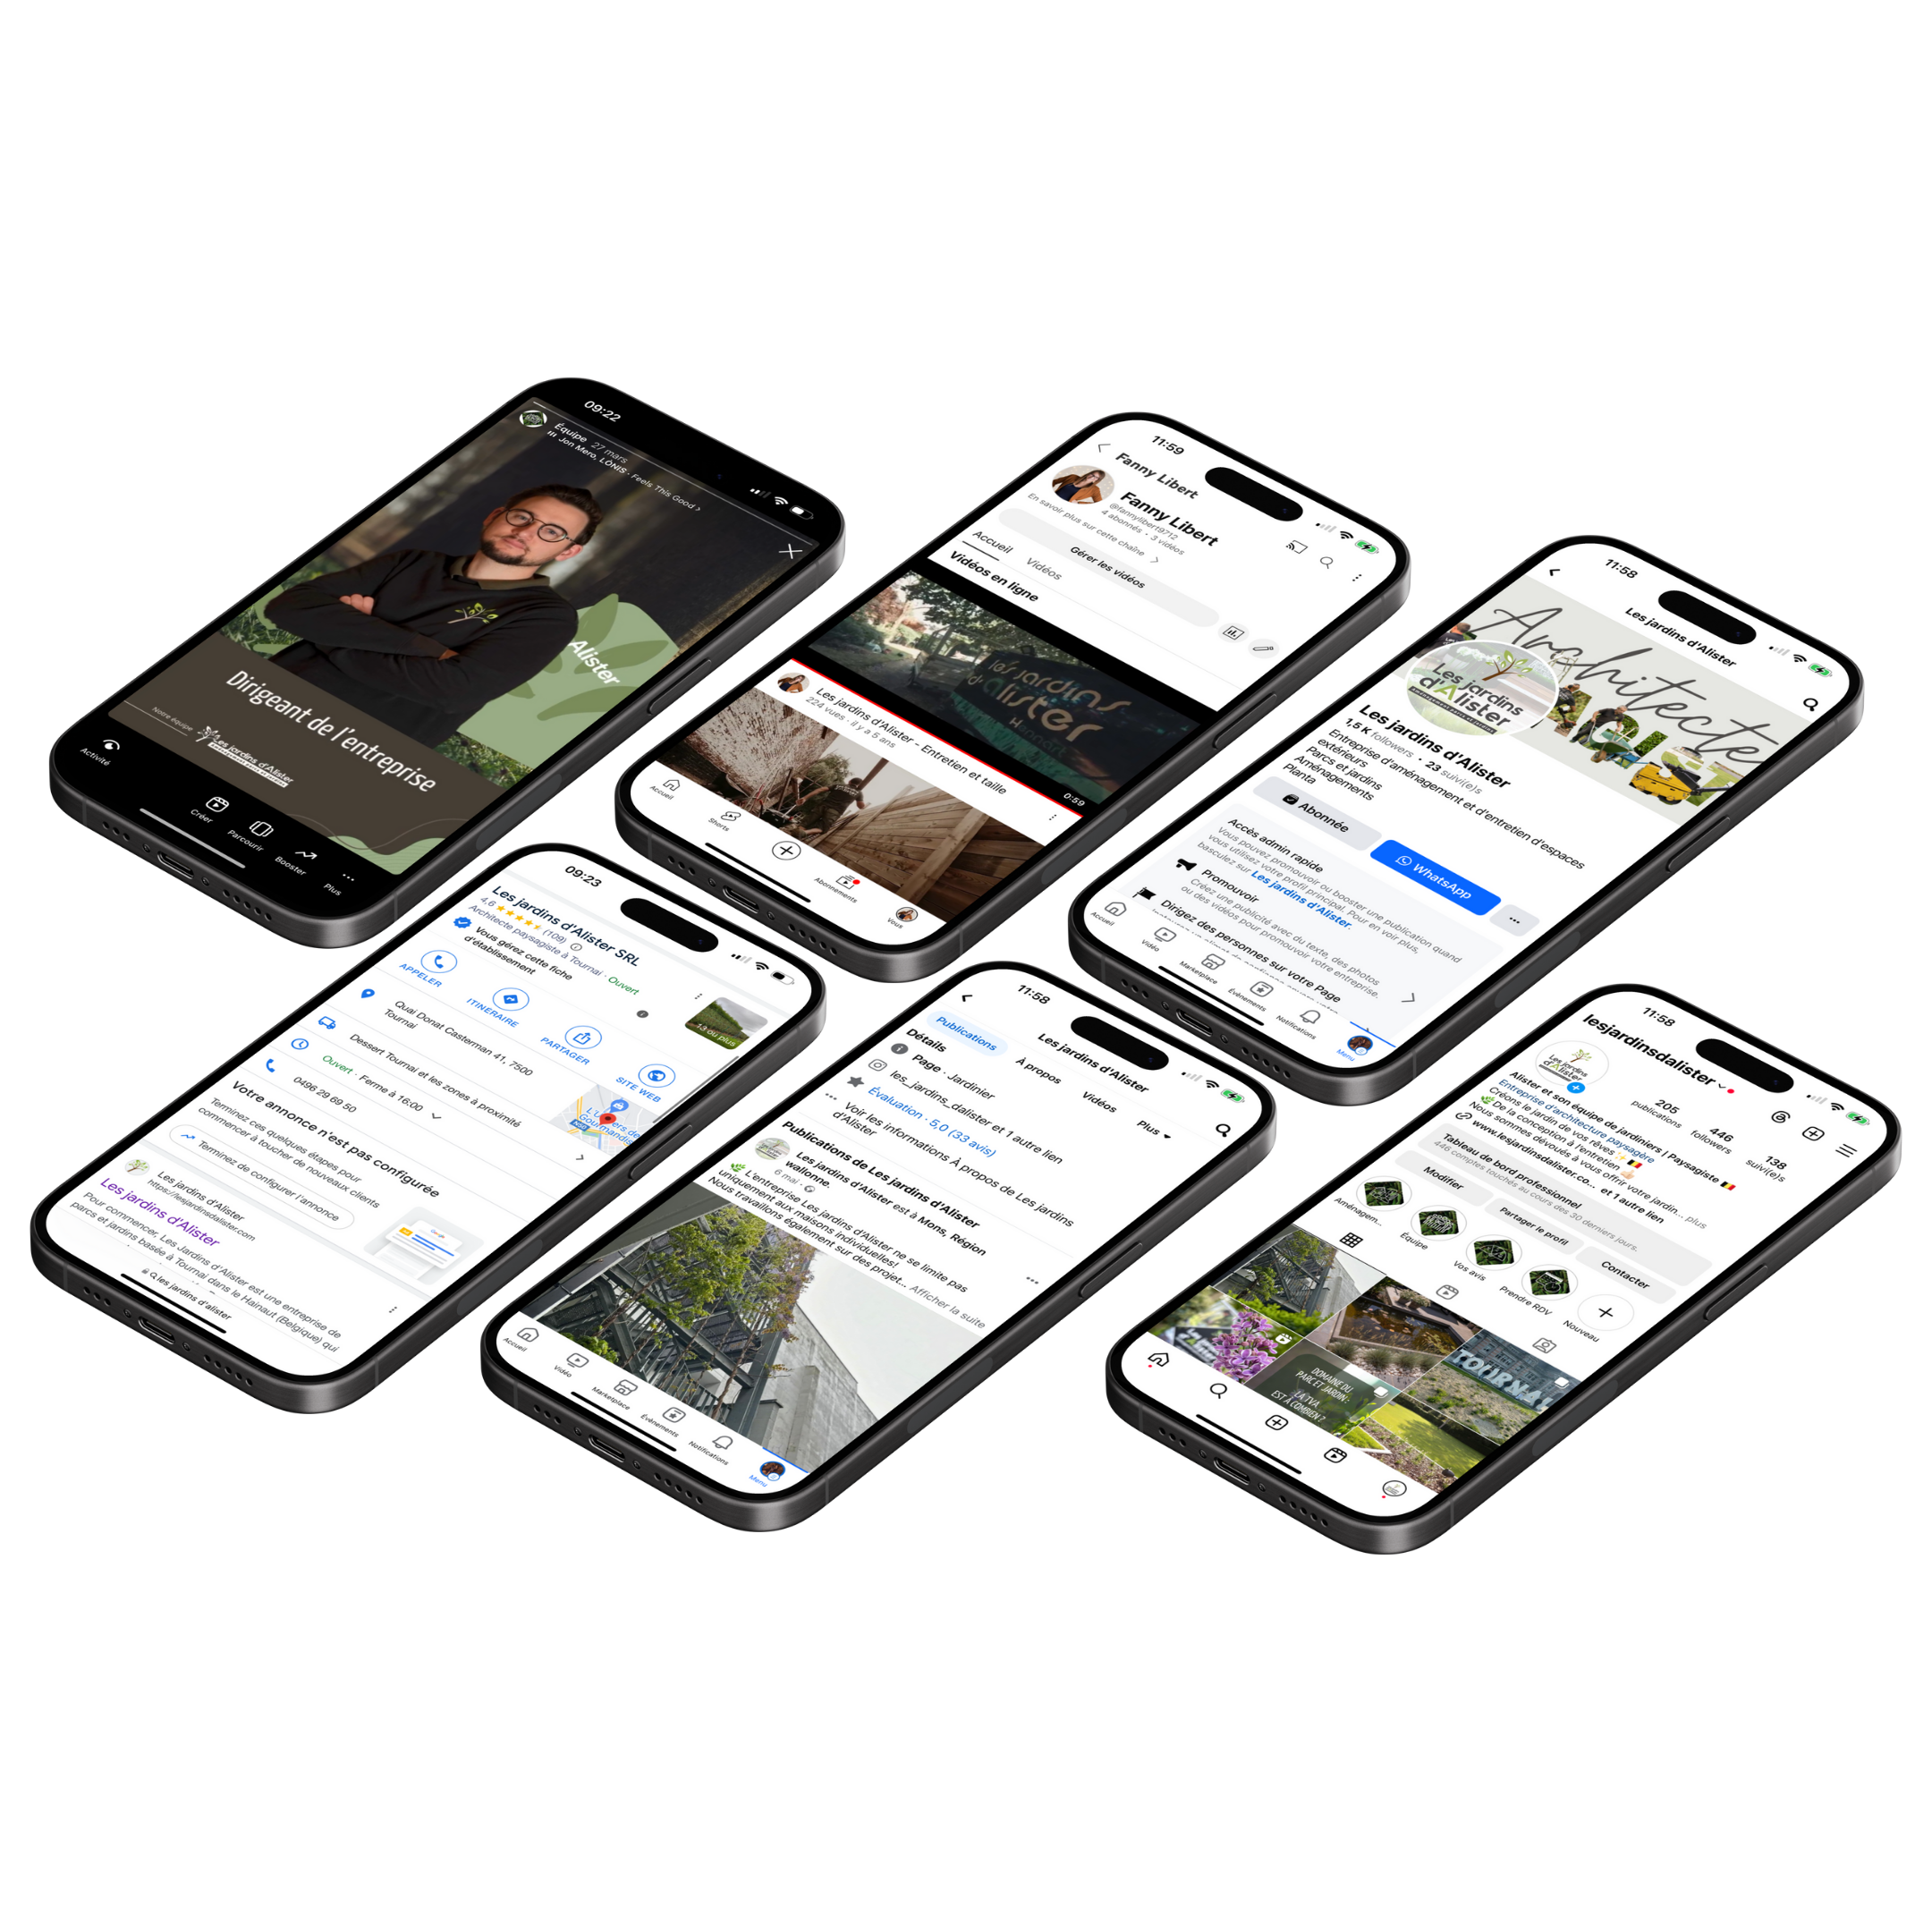 09:22
Équipe 27 mars
Jon Mero, LÒNIS · Feels This Good >
Alister
Dirigeant de l'entreprise
Notre équipe
Les jardins d'Alister
Activité
Créer
Parcourir
Booster
Plus
11:59
Fanny Libert
Fanny Libert
@fannylibert9712
4 abonnés · 3 vidéos
En savoir plus sur cette chaîne >
Gérer les vidéos
Accueil
Vidéos
Vidéos en ligne
les jardins
d'alister
0:59
Les jardins d'Alister - Entretien et taille
224 vues · il y a 5 ans
Accueil
Shorts
Abonnements
Vous
11:58
Les jardins d'Alister
Architecte
Les jardins
d'Alister
Les jardins d'Alister
1,5 K followers · 23 suivi(e)s
Entreprise d'aménagement et d'entretien d'espaces
extérieurs
Parcs et jardins
Aménagements
Planta
Abonnée
WhatsApp
Accès admin rapide
Vous pouvez promouvoir ou booster une publication quand
vous utilisez votre profil principal. Pour en voir plus,
basculez sur Les jardins d'Alister.
Promouvoir
Créez une publicité avec du texte, des photos
ou des vidéos pour promouvoir votre entreprise.
Dirigez des personnes sur votre Page
Accueil
Vidéo
Marketplace
Événements
Notifications
Menu
09:23
Les jardins d'Alister SRL
4,6 (109)
Architecte paysagiste à Tournai · Ouvert
Vous gérez cette fiche
d'établissement
13 ou plus
APPELER
ITINÉRAIRE
PARTAGER
SITE WEB
Quai Donat Casterman 41, 7500
Tournai
Dessert Tournai et les zones à proximité
Ouvert · Ferme à 16:00
0496 29 69 50
Votre annonce n'est pas configurée
Terminez ces quelques étapes pour
commencer à toucher de nouveaux clients
Terminez de configurer l'annonce
Les jardins d'Alister
https://lesjardinsdalister.com
Les jardins d'Alister
Pour commencer, Les Jardins d'Alister est une entreprise de
parcs et jardins basée à Tournai dans le Hainaut (Belgique) qui
les jardins d'alister
11:58
Les jardins d'Alister
Publications
À propos
Vidéos
Plus
Détails
Page · Jardinier
les_jardins_dalister et 1 autre lien
Évaluation · 5,0 (33 avis)
Voir les informations À propos de Les jardins
d'Alister
Publications de Les jardins d'Alister
Les jardins d'Alister est à Mons, Région
wallonne.
6 mai
L'entreprise Les jardins d'Alister ne se limite pas
uniquement aux maisons individuelles!
Nous travaillons également sur des projet... Afficher la suite
Accueil
Vidéo
Marketplace
Événements
Notifications
Menu
11:58
lesjardinsdalister
Les jardins
d'Alister
205
publications
446
followers
138
suivi(e)s
Alister et son équipe de jardiniers | Paysagiste
Entreprise d'architecture paysagère
Créons le jardin de vos rêves
De la conception à l'entretien
Nous sommes dévoués à vous offrir votre jardin... plus
www.lesjardinsdalister.co... et 1 autre lien
Tableau de bord professionnel
446 comptes touchés au cours des 30 derniers jours.
Modifier
Partager le profil
Contacter
Aménagen...
Équipe
Vos avis
Prendre RDV
Nouveau
TOURNAI
DOMAINE DU
PARC ET JARDIN:
LA TVA
EST À COMBIEN ?